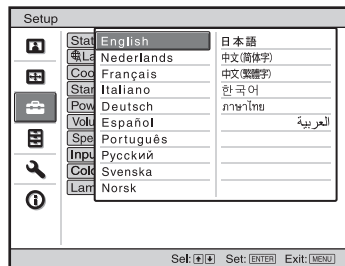 Setup
Stat
La
Coo
Star
Pow
Volu
Spe
Inpu
Colo
Lam
English
Nederlands
Français
Italiano
Deutsch
Español
Português
Русский
Svenska
Norsk
日本語
中文(简体字)
中文(繁體字)
한국어
ภาษาไทย
العربية
Sel: Set: ENTER Exit: MENU